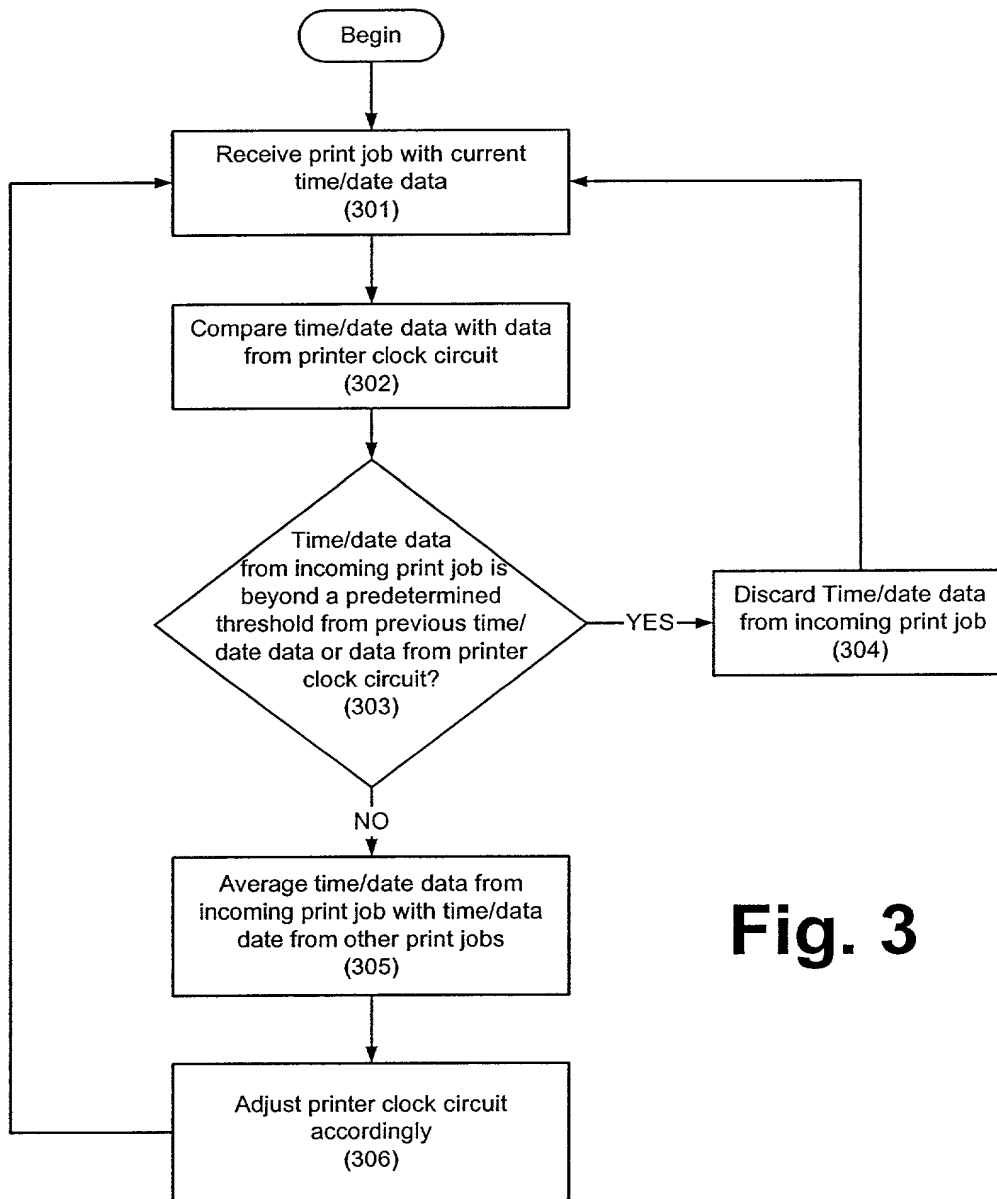 Begin
Receive print job with current
time/date data
(301)
Compare time/date data with data
from printer clock circuit
(302)
Time/date data
from incoming print job is
beyond a predetermined
threshold from previous time/
date data or data from printer
clock circuit?
(303)
YES
Discard Time/date data
from incoming print job
(304)
NO
Average time/date data from
incoming print job with time/data
date from other print jobs
(305)
Adjust printer clock circuit
accordingly
(306)
Fig. 3